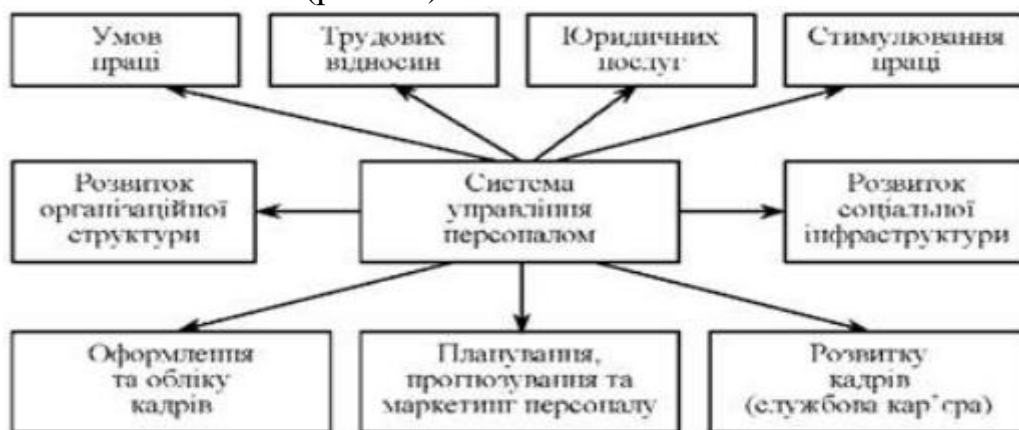 Умов
праці
Трудових
відносин
Юридичних
послуг
Стимулювання
праці
Розвиток
організаційної
структури
Система
управління
персоналом
Розвиток
соціальної
інфраструктури
Оформлення
та обліку
кадрів
Планування,
прогнозування та
маркетинг персоналу
Розвитку
кадрів
(службова кар’єра)